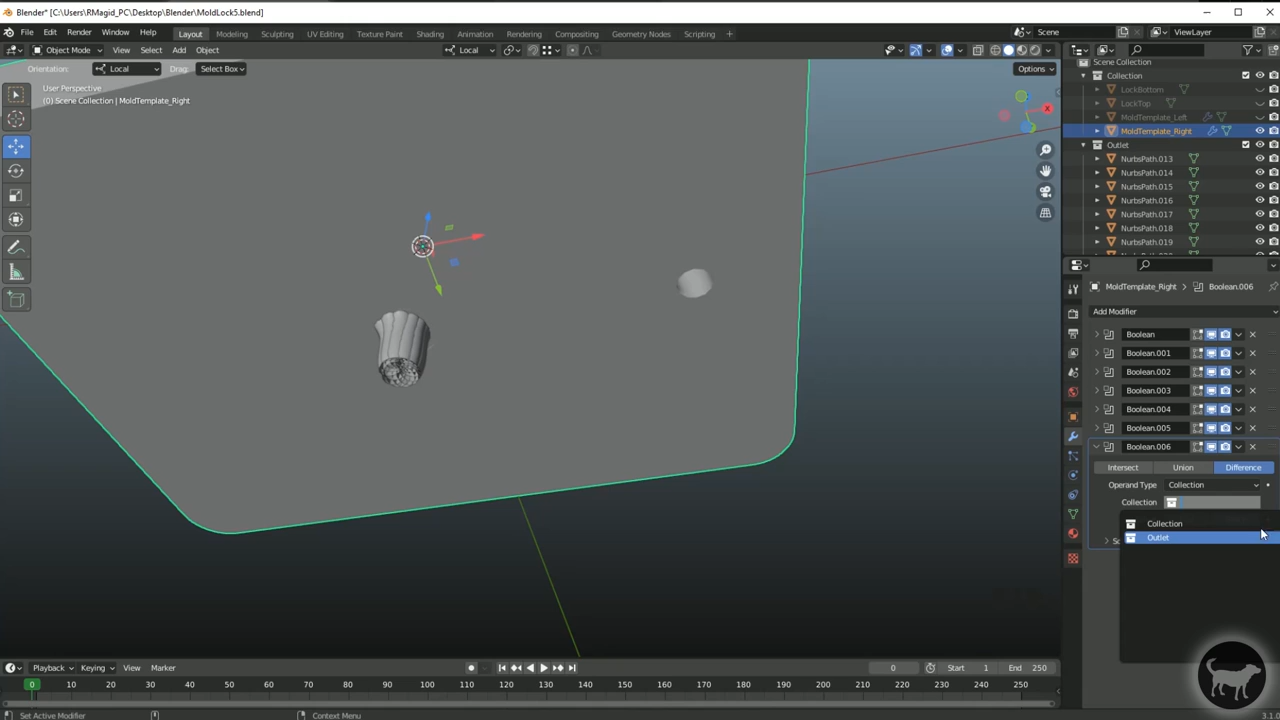 Blender* [C:\Users\RMagid_PC\Desktop\Blender\MoldLock5.blend]
File Edit Render Window Help Layout Modeling Sculpting UV Editing Texture Paint Shading Animation Rendering Compositing Geometry Nodes Scripting Scene ViewLayer
Object Mode View Select Add Object Local
Orientation: Local Drag: Select Box Options
User Perspective
(0) Scene Collection | MoldTemplate_Right
X
Scene Collection
Collection
LockBottom
LockTop
MoldTemplate_Left
MoldTemplate_Right
Outlet
NurbsPath.013
NurbsPath.014
NurbsPath.015
NurbsPath.016
NurbsPath.017
NurbsPath.018
NurbsPath.019
MoldTemplate_Right > Boolean.006
Add Modifier
Boolean
Boolean.001
Boolean.002
Boolean.003
Boolean.004
Boolean.005
Boolean.006
Intersect Union Difference
Operand Type Collection
Collection
Collection
Outlet
Playback Keying View Marker 0 Start 1 End 250
0 10 20 30 40 50 60 70 80 90 100 110 120 130 140 150 160 170 180 190 200 210 220 230 240 250
Set Active Modifier Context Menu 3.1.0